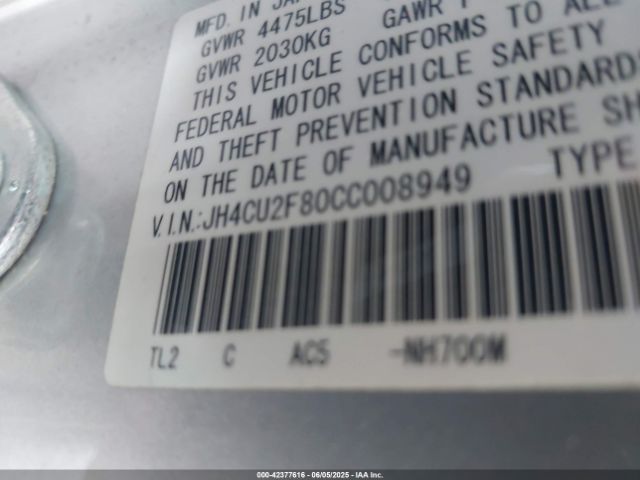 MFD. IN JAPA
GVWR 4475LBS
GVWR 2030KG GAWR F
THIS VEHICLE CONFORMS TO ALL
FEDERAL MOTOR VEHICLE SAFETY
AND THEFT PREVENTION STANDARDS
ON THE DATE OF MANUFACTURE SH
V.I.N.:JH4CU2F80CC008949 TYPE
TL2 C AC5 -NH700M
000-42377616 - 06/05/2025 - IAA Inc.